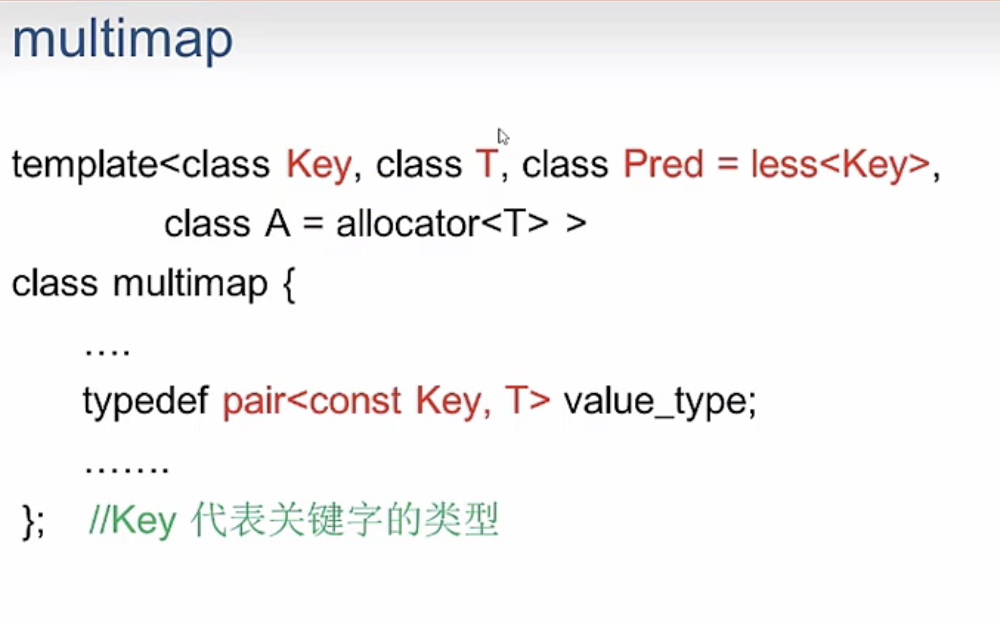 multimap
template<class Key, class T, class Pred = less<Key>,
class A = allocator<T> >
class multimap {
....
typedef pair<const Key, T> value_type;
.......
};  //Key 代表关键字的类型